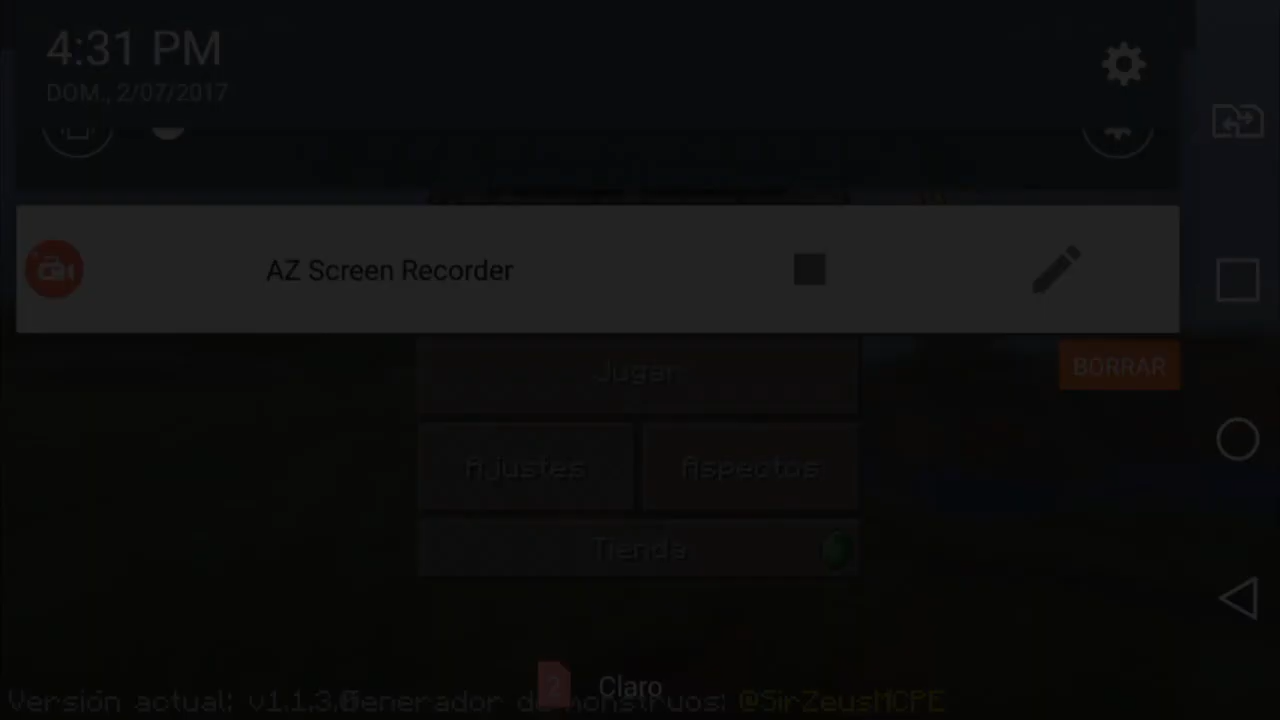 4:31 PM
DOM., 2/07/2017
AZ Screen Recorder
BORRAR
Jugar
Ajustes
Aspectos
Tienda
2 Claro
Versión actual: v1.1.3.
Generador de monstruos: @SirZeusMCPE